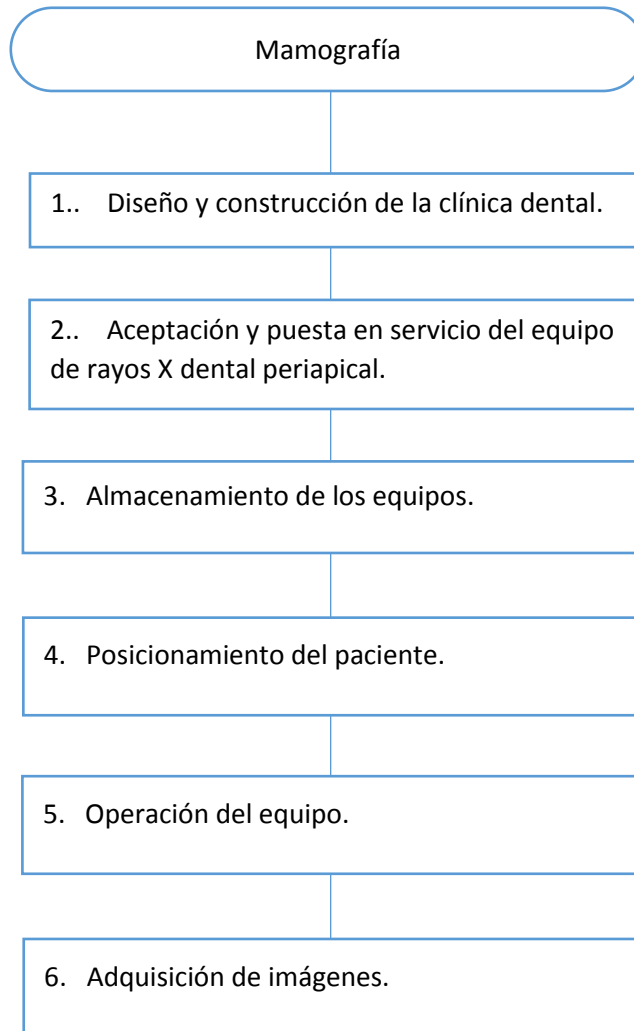 Mamografía
1.. Diseño y construcción de la clínica dental.
2.. Aceptación y puesta en servicio del equipo
de rayos X dental periapical.
3. Almacenamiento de los equipos.
4. Posicionamiento del paciente.
5. Operación del equipo.
6. Adquisición de imágenes.